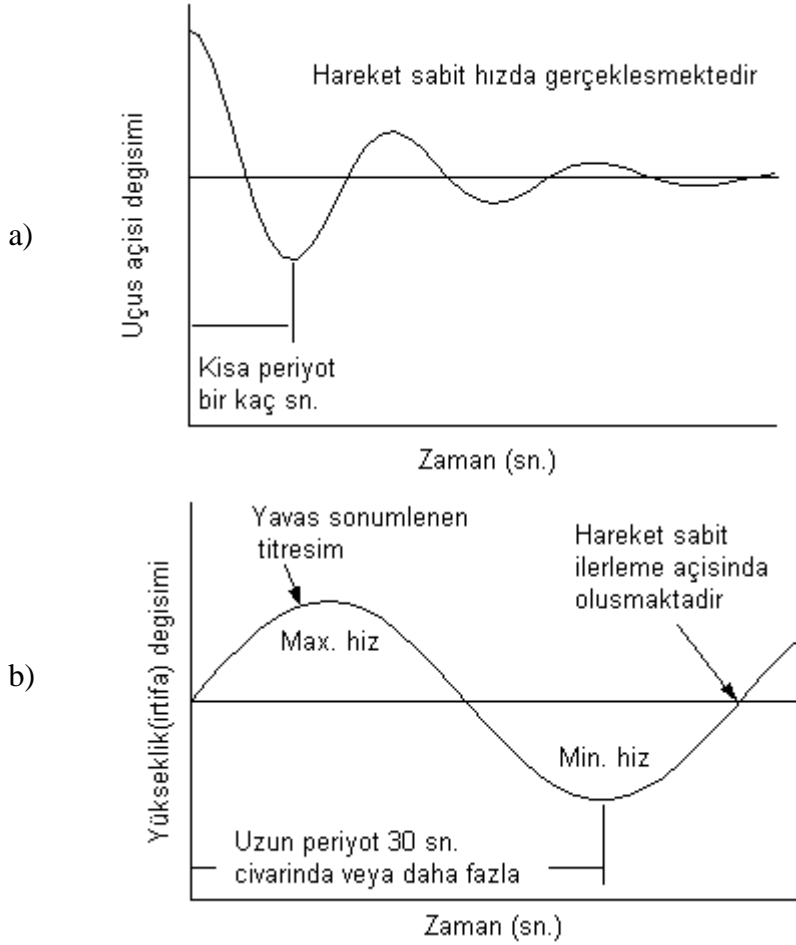 a)
Hareket sabit hızda gerçeklesmektedir
Uçus açisi degisimi
Kisa periyot
bir kaç sn.
Zaman (sn.)
b)
Yavas sonumlenen
titresim
Hareket sabit
ilerleme açisinda
olusmaktadir
Max. hiz
Yükseklik(irtifa) degisimi
Min. hiz
Uzun periyot 30 sn.
civarinda veya daha fazla
Zaman (sn.)